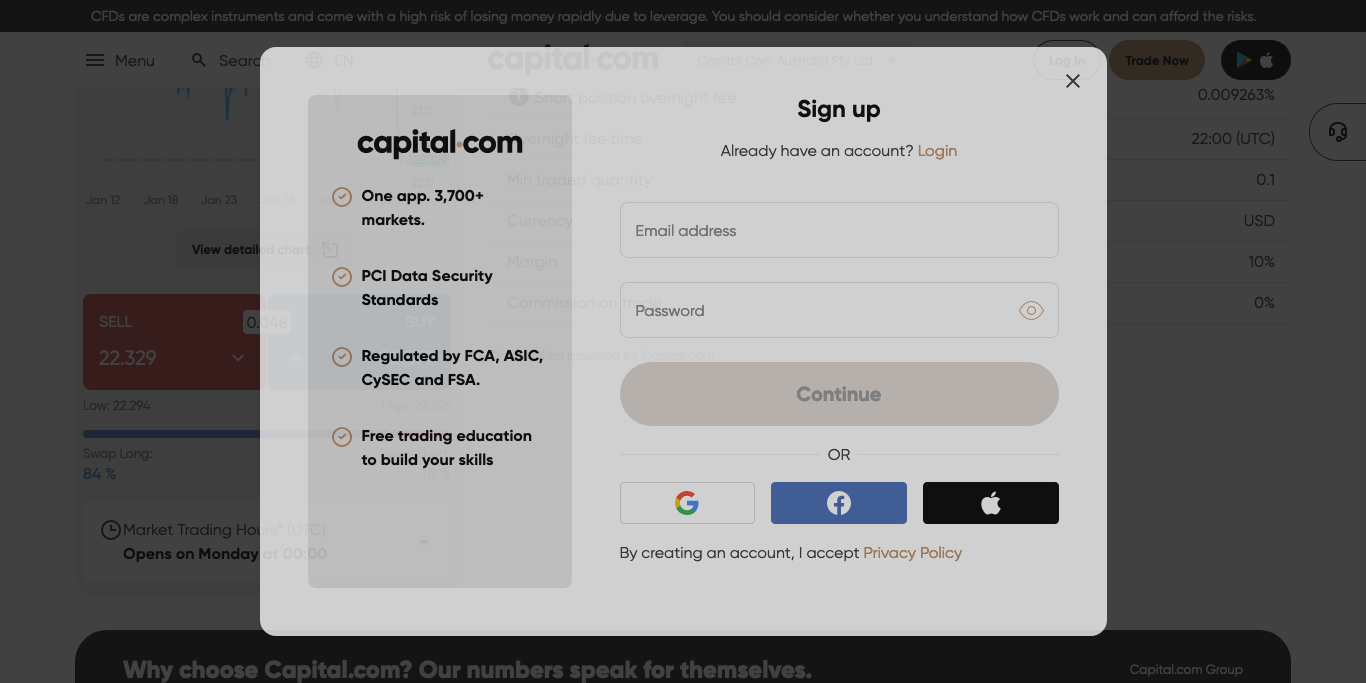 CFDs are complex instruments and come with a high risk of losing money rapidly due to leverage. You should consider whether you understand how CFDs work and can afford the risks.
Menu
Search
EN
capital.com
Capital Com Australia Pty Ltd
Log In
Trade Now
Short position overnight fee
0.009263%
Overnight fee time
22:00 (UTC)
Min traded quantity
0.1
Currency
USD
Margin
10%
Commission on trade
0%
23.0
22.329
22.0
Jan 12
Jan 18
Jan 23
View detailed chart
SELL
0.048
BUY
22.329
Low: 22.294
Swap Long:
84 %
Market Trading Hours* (UTC)
Opens on Monday at 00:00
capital.com
One app. 3,700+
markets.
PCI Data Security
Standards
Regulated by FCA, ASIC,
CySEC and FSA.
Free trading education
to build your skills
Sign up
Already have an account? Login
Email address
Password
Continue
OR
By creating an account, I accept Privacy Policy
Why choose Capital.com? Our numbers speak for themselves.
Capital.com Group